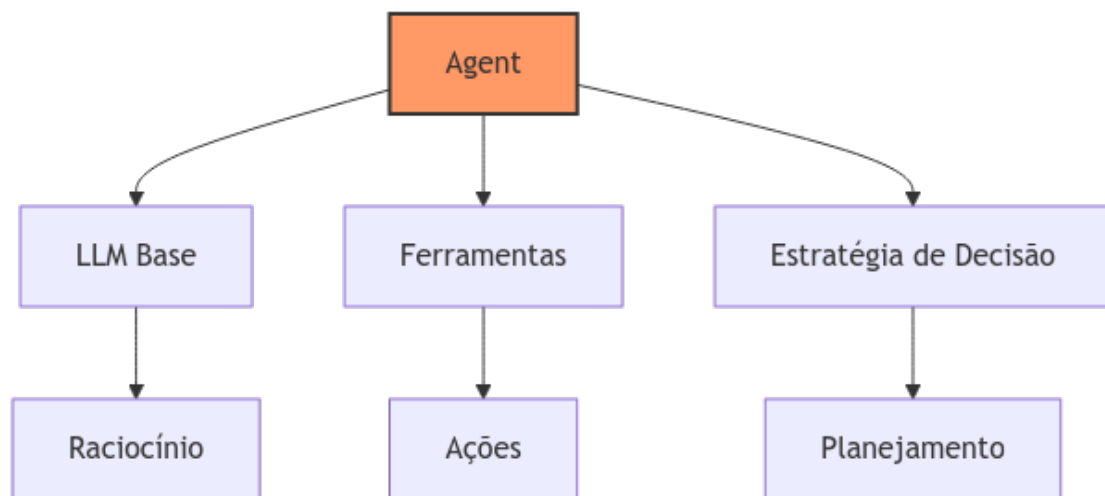 Agent
LLM Base
Ferramentas
Estratégia de Decisão
Raciocínio
Ações
Planejamento